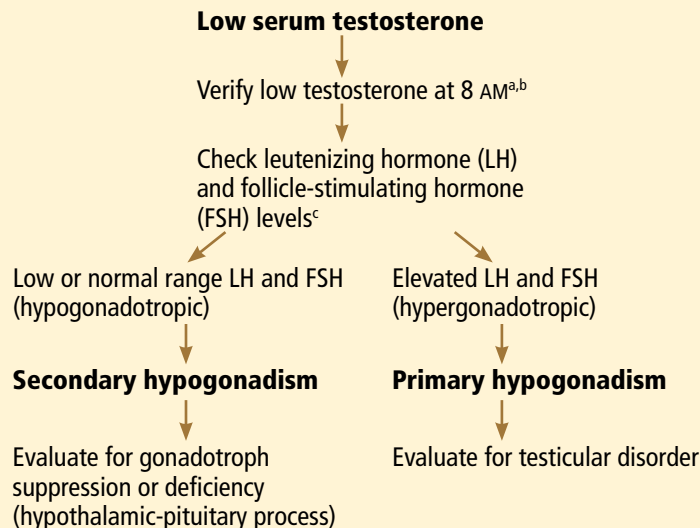 Low serum testosterone
Verify low testosterone at 8 AMa,b
Check leutenizing hormone (LH)
and follicle-stimulating hormone
(FSH) levelsc
Low or normal range LH and FSH
(hypogonadotropic)
Elevated LH and FSH
(hypergonadotropic)
Secondary hypogonadism
Primary hypogonadism
Evaluate for gonadotroph
suppression or deficiency
(hypothalamic-pituitary process)
Evaluate for testicular disorder